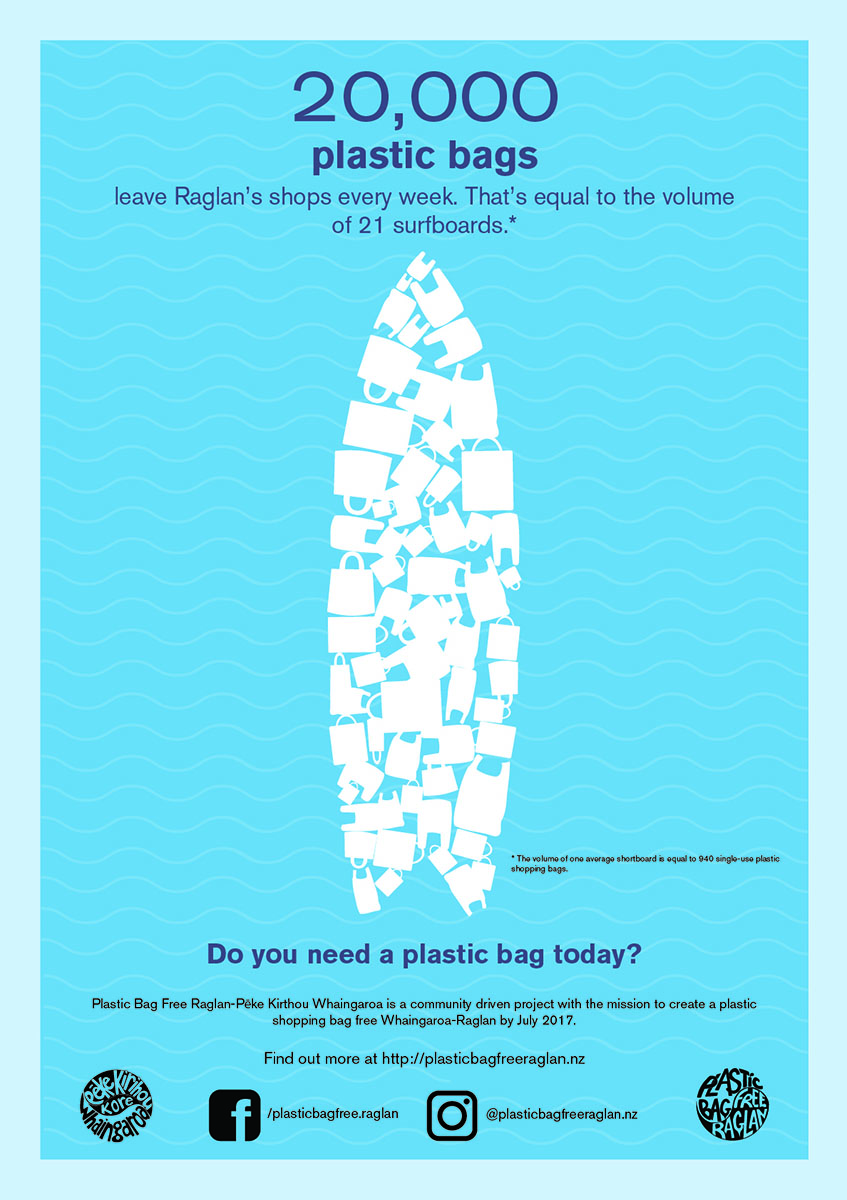 20,000
plastic bags
leave Raglan's shops every week. That's equal to the volume
of 21 surfboards.*
* The volume of one average shortboard is equal to 940 single-use plastic
shopping bags.
Do you need a plastic bag today?
Plastic Bag Free Raglan-Pēke Kirthou Whaingaroa is a community driven project with the mission to create a plastic
shopping bag free Whaingaroa-Raglan by July 2017.
Find out more at http://plasticbagfreeraglan.nz
Pēke Kirihou
Kore
Whaingaroa
/plasticbagfree.raglan
@plasticbagfreeraglan.nz
PLASTIC
BAG FREE
RAGLAN